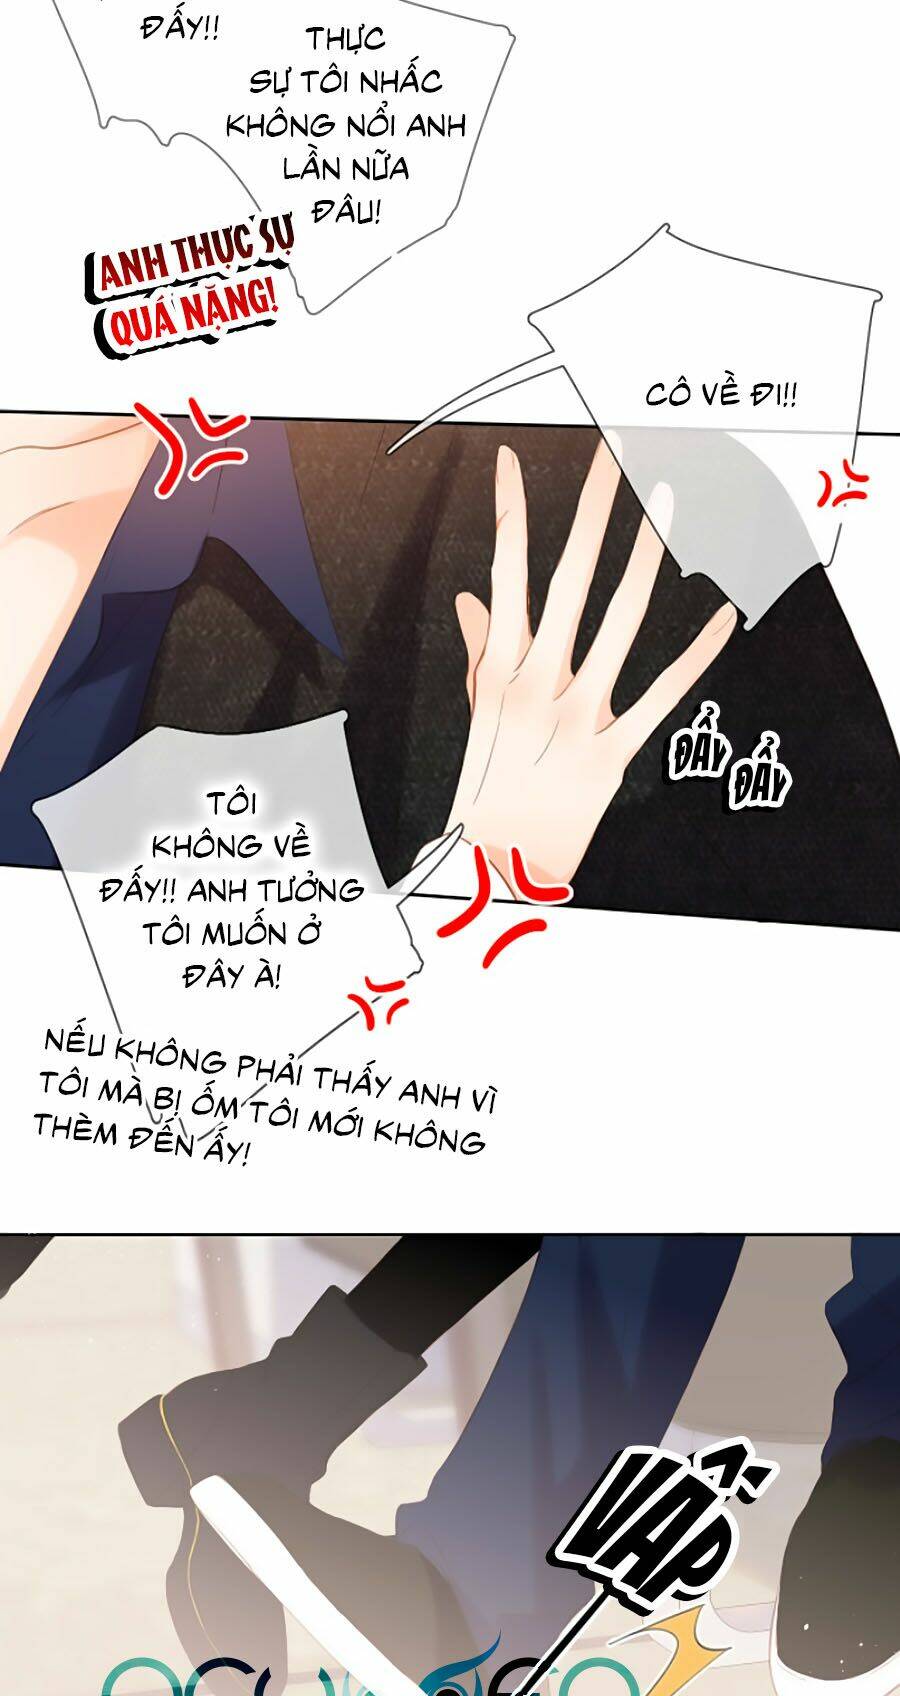 ĐẤY!!
THỰC
SỰ TÔI NHẤC
KHÔNG NỔI ANH
LẦN NỮA
ĐÂU!
ANH THỰC SỰ
QUÁ NẶNG!
CÔ VỀ ĐI!!
ĐẨY
ĐẨY
TÔI
KHÔNG VỀ
ĐẤY!! ANH TƯỞNG
TÔI MUỐN Ở
ĐÂY À!
NẾU KHÔNG PHẢI THẤY ANH VÌ
TÔI MÀ BỊ ỐM TÔI MỚI KHÔNG
THÈM ĐẾN ẤY!
VẤP